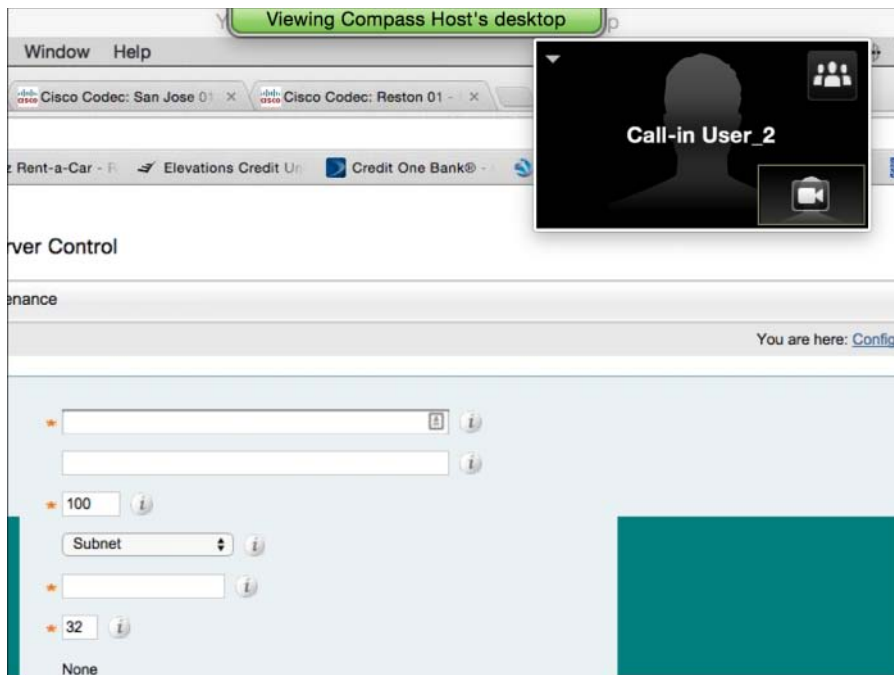 Viewing Compass Host's desktop
Window Help
Cisco Codec: San Jose 01 Cisco Codec: Reston 01 -
Call-in User_2
z Rent-a-Car - R Elevations Credit Un Credit One Bank® -
rver Control
enance
You are here: Config
100
Subnet
32
None